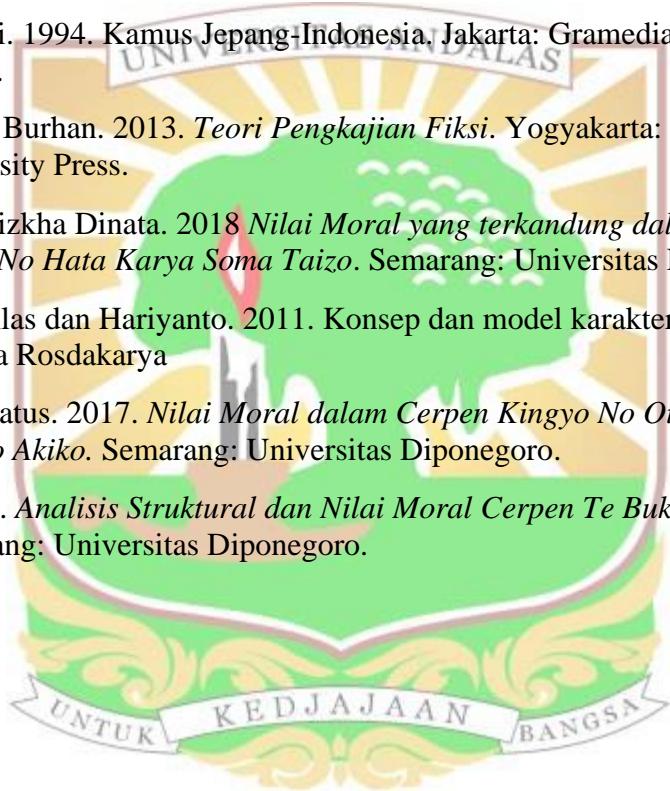 i. 1994. Kamus Jepang-Indonesia. Jakarta: Gramedia
.
Burhan. 2013. Teori Pengkajian Fiksi. Yogyakarta:
sity Press.
izkha Dinata. 2018 Nilai Moral yang terkandung dal
No Hata Karya Soma Taizo. Semarang: Universitas
las dan Hariyanto. 2011. Konsep dan model karakter
a Rosdakarya
atus. 2017. Nilai Moral dalam Cerpen Kingyo No O
o Akiko. Semarang: Universitas Diponegoro.
. Analisis Struktural dan Nilai Moral Cerpen Te Buk
ang: Universitas Diponegoro.
UNIVERSITAS ANDALAS
UNTUK KEDJAJAAN BANGSA